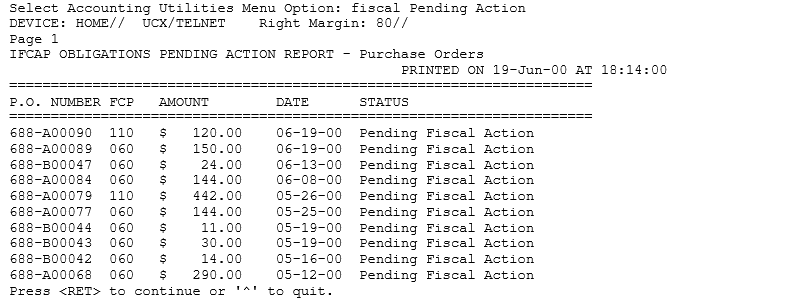 Select Accounting Utilities Menu Option: fiscal Pending Action
DEVICE: HOME//  UCX/TELNET    Right Margin: 80//
Page 1
IFCAP OBLIGATIONS PENDING ACTION REPORT - Purchase Orders
                                               PRINTED ON 19-Jun-00 AT 18:14:00
======================================================================
P.O. NUMBER FCP   AMOUNT        DATE      STATUS
======================================================================
688-A00090  110   $   120.00    06-19-00  Pending Fiscal Action
688-A00089  060   $   150.00    06-19-00  Pending Fiscal Action
688-B00047  060   $    24.00    06-13-00  Pending Fiscal Action
688-A00084  060   $   144.00    06-08-00  Pending Fiscal Action
688-A00079  110   $   442.00    05-26-00  Pending Fiscal Action
688-A00077  060   $   144.00    05-25-00  Pending Fiscal Action
688-B00044  060   $    11.00    05-19-00  Pending Fiscal Action
688-B00043  060   $    30.00    05-19-00  Pending Fiscal Action
688-B00042  060   $    14.00    05-16-00  Pending Fiscal Action
688-A00068  060   $   290.00    05-12-00  Pending Fiscal Action
Press <RET> to continue or '^' to quit.